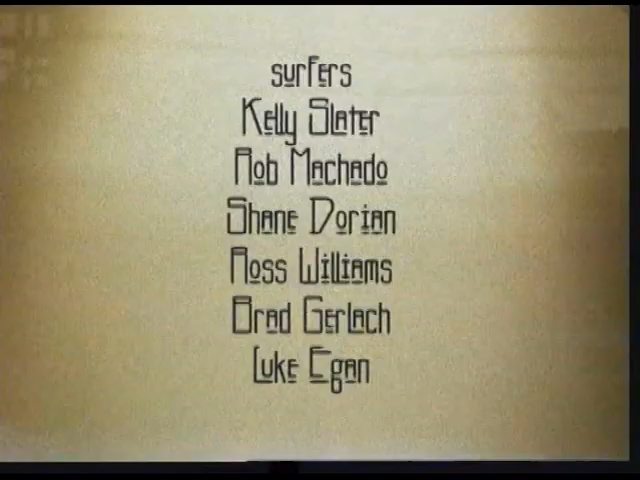 surfers
Kelly Slater
Rob Machado
Shane Dorian
Ross Williams
Brad Gerlach
Luke Egan